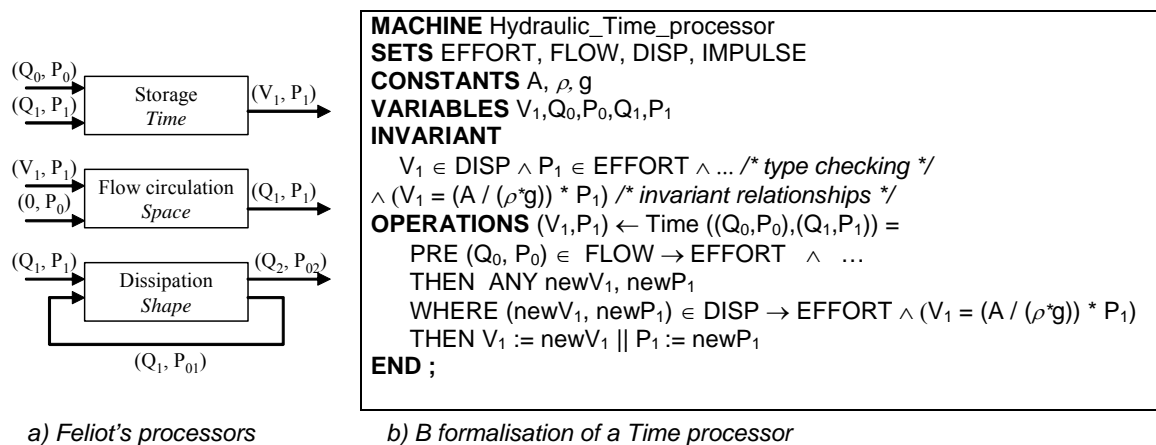 (Q₀, P₀)
(Q₁, P₁)
Storage
Time
(V₁, P₁)
(V₁, P₁)
(0, P₀)
Flow circulation
Space
(Q₁, P₁)
(Q₁, P₁)
Dissipation
Shape
(Q₂, P₀₂)
(Q₁, P₀₁)
a) Feliot's processors
MACHINE Hydraulic_Time_processor
SETS EFFORT, FLOW, DISP, IMPULSE
CONSTANTS A, ρ, g
VARIABLES V₁,Q₀,P₀,Q₁,P₁
INVARIANT
V₁ ∈ DISP ∧ P₁ ∈ EFFORT ∧ ... /* type checking */
∧ (V₁ = (A / (ρ*g)) * P₁) /* invariant relationships */
OPERATIONS (V₁,P₁) ← Time ((Q₀,P₀),(Q₁,P₁)) =
PRE (Q₀, P₀) ∈ FLOW → EFFORT ∧ ...
THEN ANY newV₁, newP₁
WHERE (newV₁, newP₁) ∈ DISP → EFFORT ∧ (V₁ = (A / (ρ*g)) * P₁)
THEN V₁ := newV₁ || P₁ := newP₁
END ;
b) B formalisation of a Time processor